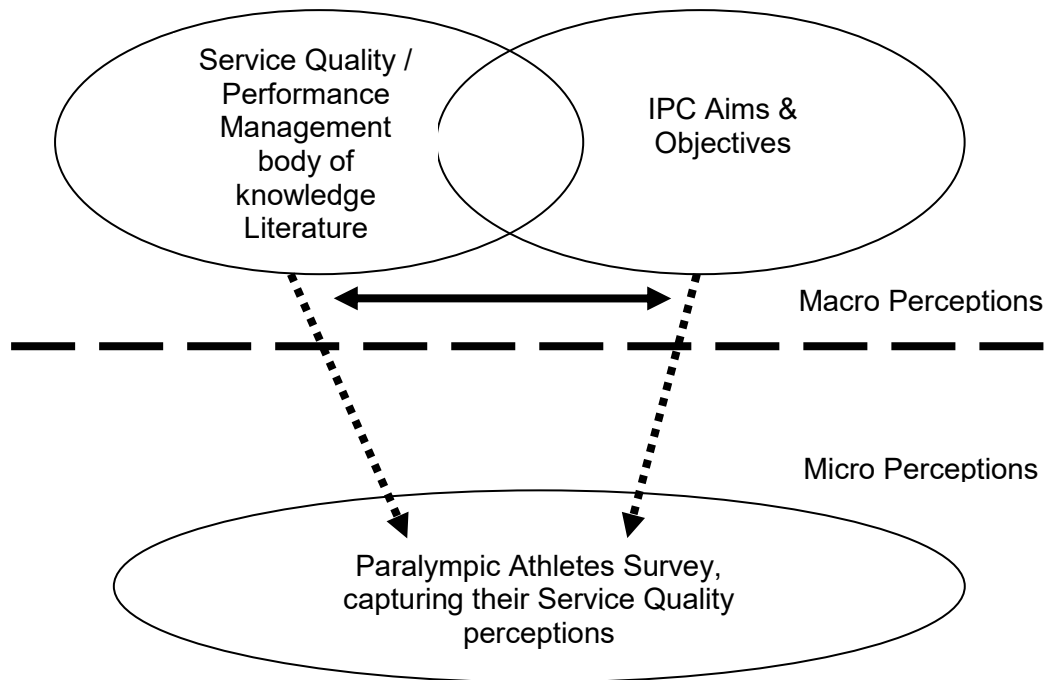 Service Quality /
Performance
Management
body of
knowledge
Literature
IPC Aims &
Objectives
Macro Perceptions
Micro Perceptions
Paralympic Athletes Survey,
capturing their Service Quality
perceptions